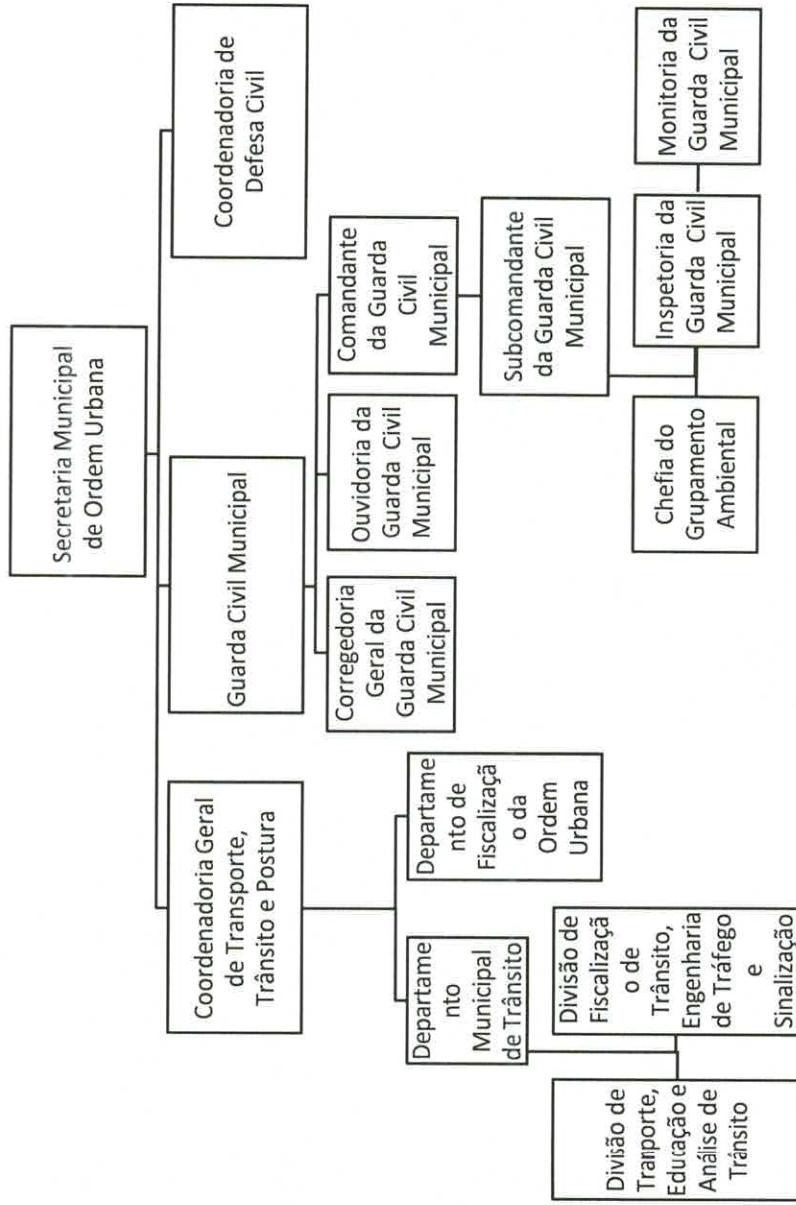 Secretaria Municipal
de Ordem Urbana
Coordenadoria Geral
de Transporte,
Trânsito e Postura
Guarda Civil Municipal
Coordenadoria de
Defesa Civil
Departame
nto
Municipal
de Trânsito
Departame
nto de
Fiscalizaçã
o da
Ordem
Urbana
Corregedoria
Geral da
Guarda Civil
Municipal
Ouvidoria da
Guarda Civil
Municipal
Comandante
da Guarda
Civil
Municipal
Subcomandante
da Guarda Civil
Municipal
Divisão de
Tranporte,
Educação e
Análise de
Trânsito
Divisão de
Fiscalizaçã
o de
Trânsito,
Engenharia
de Tráfego
e
Sinalização
Chefia do
Grupamento
Ambiental
Inspetoria da
Guarda Civil
Municipal
Monitoria da
Guarda Civil
Municipal